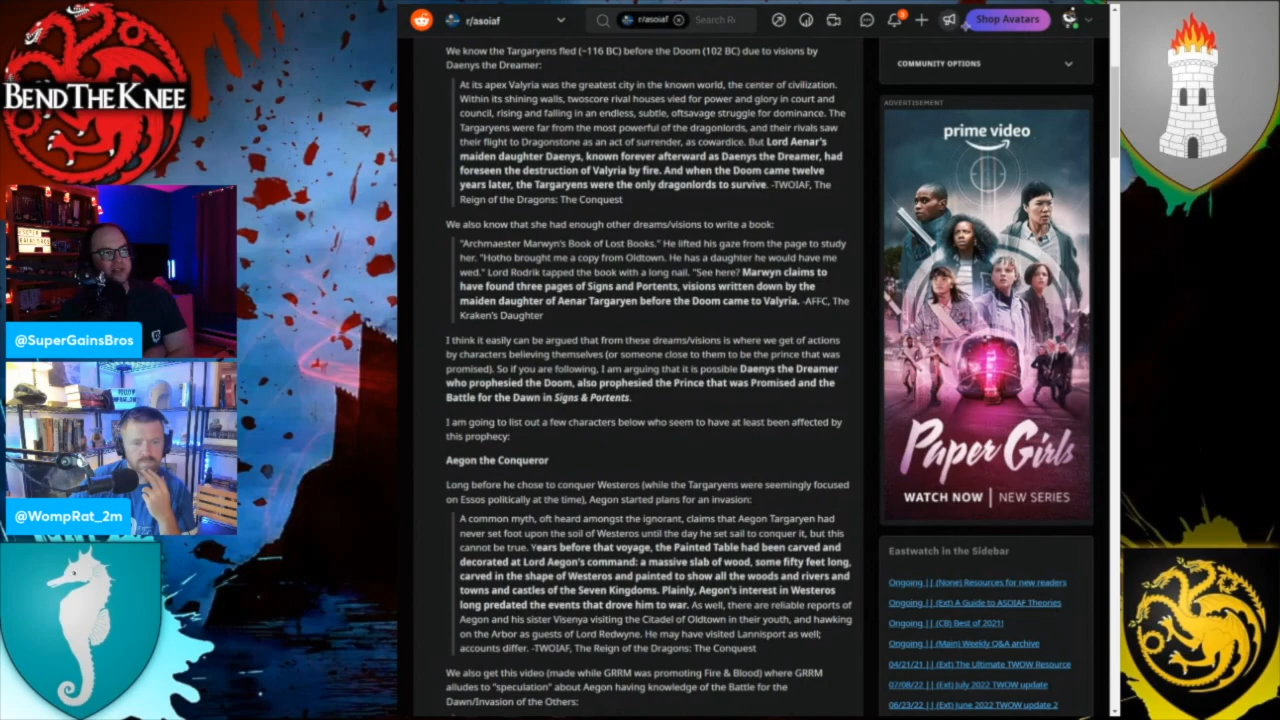 BENDTHEKNEE
@SuperGainsBros
@WompRat_2m
r/asoiaf
r/asoiaf
Search Re
Shop Avatars
We know the Targaryens fled (~116 BC) before the Doom (102 BC) due to visions by
Daenys the Dreamer:
At its apex Valyria was the greatest city in the known world, the center of civilization.
Within its shining walls, twoscore rival houses vied for power and glory in court and
council, rising and falling in an endless, subtle, oftsavage struggle for dominance. The
Targaryens were far from the most powerful of the dragonlords, and their rivals saw
their flight to Dragonstone as an act of surrender, as cowardice. But Lord Aenar's
maiden daughter Daenys, known forever afterward as Daenys the Dreamer, had
foreseen the destruction of Valyria by fire. And when the Doom came twelve
years later, the Targaryens were the only dragonlords to survive. -TWOIAF, The
Reign of the Dragons: The Conquest
We also know that she had enough other dreams/visions to write a book:
"Archmaester Marwyn's Book of Lost Books." He lifted his gaze from the page to study
her. "Hotho brought me a copy from Oldtown. He has a daughter he would have me
wed." Lord Rodrik tapped the book with a long nail. "See here? Marwyn claims to
have found three pages of Signs and Portents, visions written down by the
maiden daughter of Aenar Targaryen before the Doom came to Valyria. -AFFC, The
Kraken's Daughter
I think it easily can be argued that from these dreams/visions is where we get of actions
by characters believing themselves (or someone close to them to be the prince that was
promised). So if you are following, I am arguing that it is possible Daenys the Dreamer
who prophesied the Doom, also prophesied the Prince that was Promised and the
Battle for the Dawn in Signs & Portents.
I am going to list out a few characters below who seem to have at least been affected by
this prophecy:
Aegon the Conqueror
Long before he chose to conquer Westeros (while the Targaryens were seemingly focused
on Essos politically at the time), Aegon started plans for an invasion:
A common myth, oft heard amongst the ignorant, claims that Aegon Targaryen had
never set foot upon the soil of Westeros until the day he set sail to conquer it, but this
cannot be true. Years before that voyage, the Painted Table had been carved and
decorated at Lord Aegon's command: a massive slab of wood, some fifty feet long,
carved in the shape of Westeros and painted to show all the woods and rivers and
towns and castles of the Seven Kingdoms. Plainly, Aegon's interest in Westeros
long predated the events that drove him to war. As well, there are reliable reports of
Aegon and his sister Visenya visiting the Citadel of Oldtown in their youth, and hawking
on the Arbor as guests of Lord Redwyne. He may have visited Lannisport as well;
accounts differ. -TWOIAF, The Reign of the Dragons: The Conquest
We also get this video (made while GRRM was promoting Fire & Blood) where GRRM
alludes to "speculation" about Aegon having knowledge of the Battle for the
Dawn/Invasion of the Others:
COMMUNITY OPTIONS
ADVERTISEMENT
prime video
Paper Girls
WATCH NOW | NEW SERIES
Eastwatch in the Sidebar
Ongoing || (None) Resources for new readers
Ongoing || (Ext) A Guide to ASOIAF Theories
Ongoing || (CB) Best of 2021!
Ongoing || (Main) Weekly Q&A archive
04/21/21 || (Ext) The Ultimate TWOW Resource
07/08/22 || (Ext) July 2022 TWOW update
06/23/22 || (Ext) June 2022 TWOW update 2